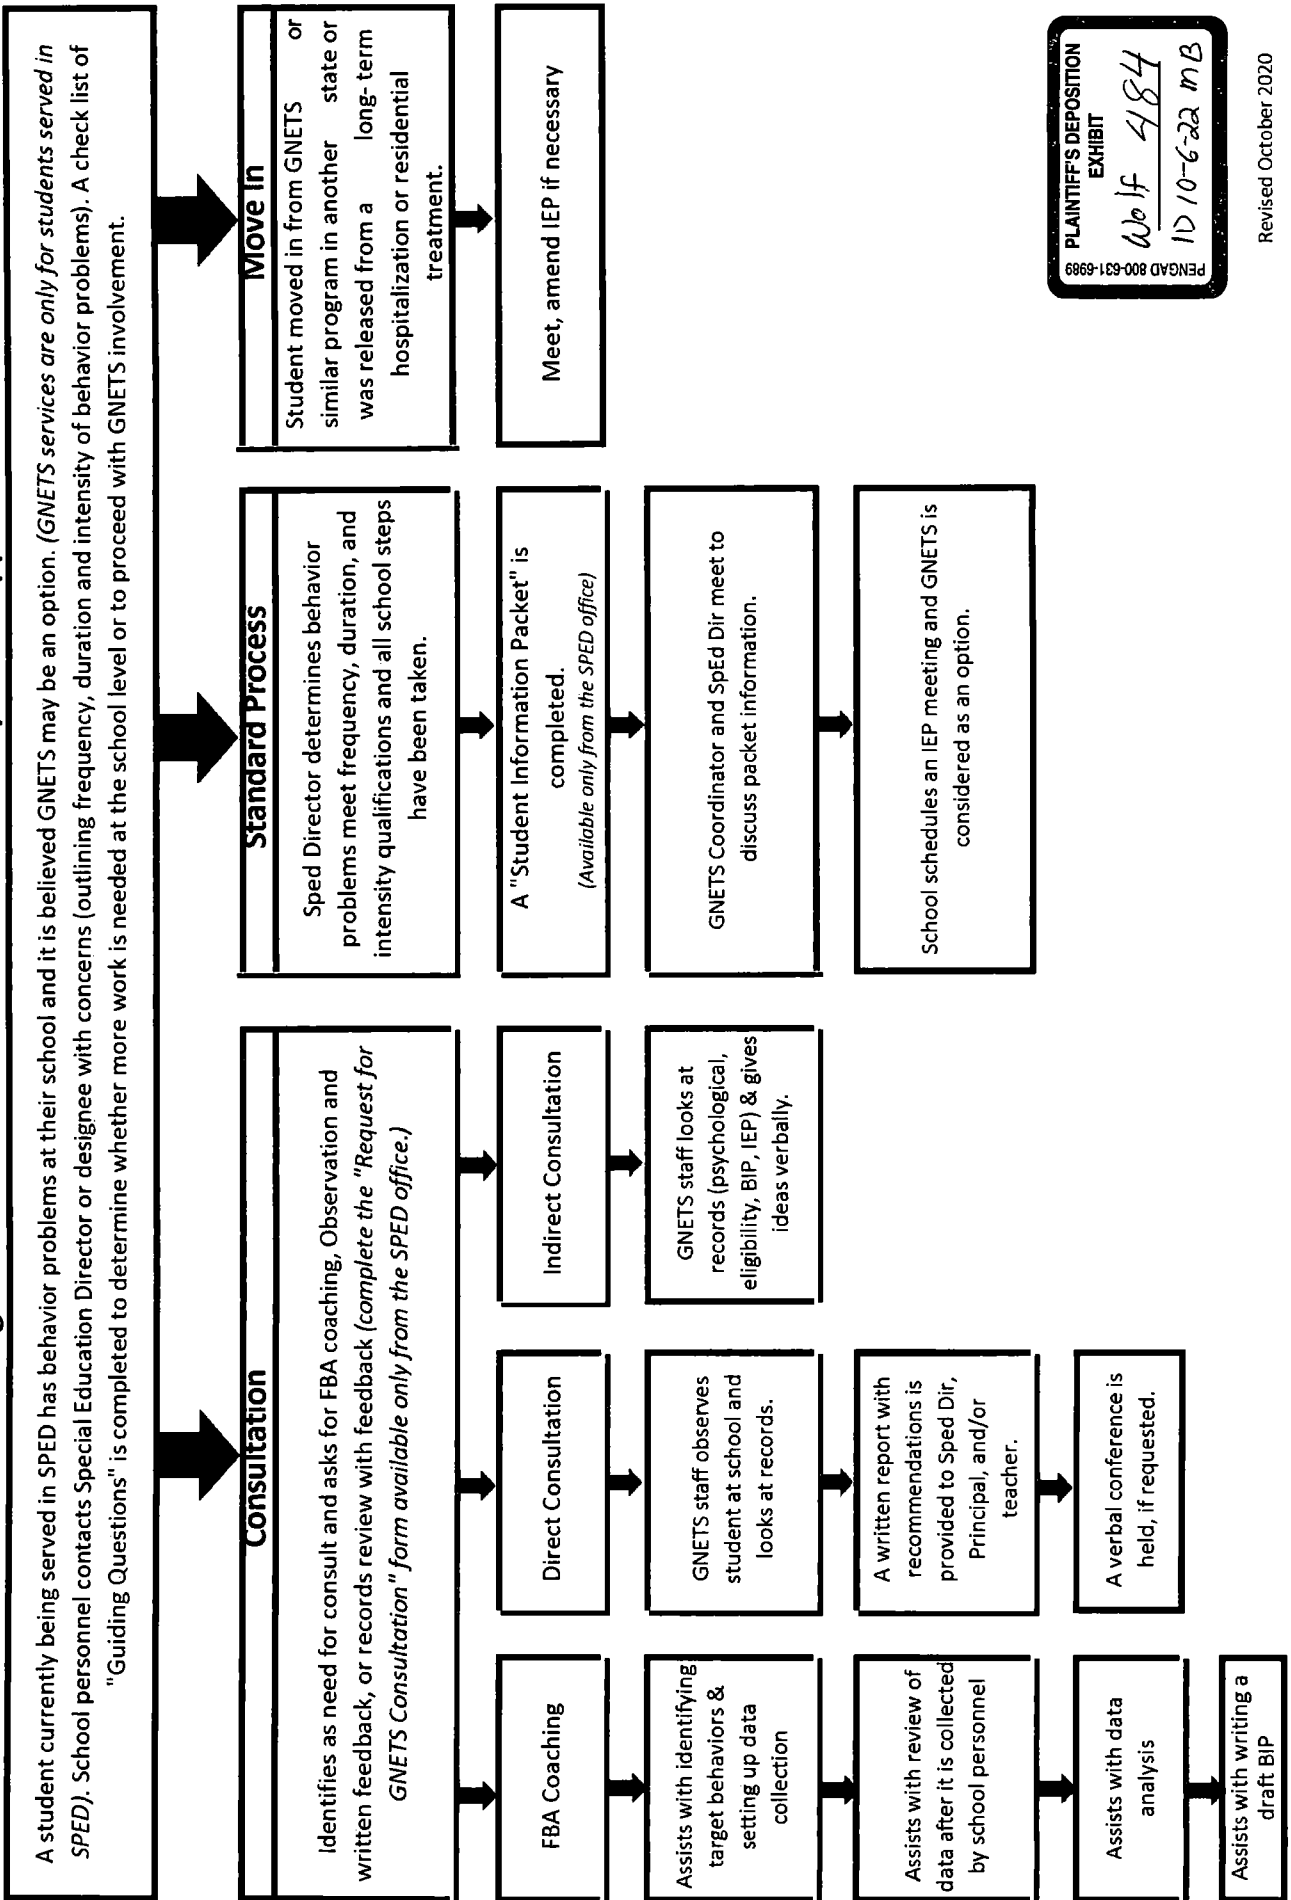 A student currently being served in SPED has behavior problems at their school and it is believed GNETS may be an option. (GNETS services are only for students served in
SPED). School personnel contacts Special Education Director or designee with concerns (outlining frequency, duration and intensity of behavior problems). A check list of
"Guiding Questions" is completed to determine whether more work is needed at the school level or to proceed with GNETS involvement.
Consultation
Identifies as need for consult and asks for FBA coaching, Observation and
written feedback, or records review with feedback (complete the "Request for
GNETS Consultation" form available only from the SPED office.)
FBA Coaching
Assists with identifying
target behaviors &
setting up data
collection
Assists with review of
data after it is collected
by school personnel
Assists with data
analysis
Assists with writing a
draft BIP
Direct Consultation
GNETS staff observes
student at school and
looks at records.
A written report with
recommendations is
provided to Sped Dir,
Principal, and/or
teacher.
A verbal conference is
held, if requested.
Indirect Consultation
GNETS staff looks at
records (psychological,
eligibility, BIP, IEP) & gives
ideas verbally.
Standard Process
Sped Director determines behavior
problems meet frequency, duration, and
intensity qualifications and all school steps
have been taken.
A "Student Information Packet" is
completed.
(Available only from the SPED office)
GNETS Coordinator and SpEd Dir meet to
discuss packet information.
School schedules an IEP meeting and GNETS is
considered as an option.
Move In
Student moved in from GNETS or
similar program in another state or
was released from a long- term
hospitalization or residential
treatment.
Meet, amend IEP if necessary
PENGAD 800-631-6989
PLAINTIFF'S DEPOSITION
EXHIBIT
Wolf 484
ID 10-6-22 MB
Revised October 2020